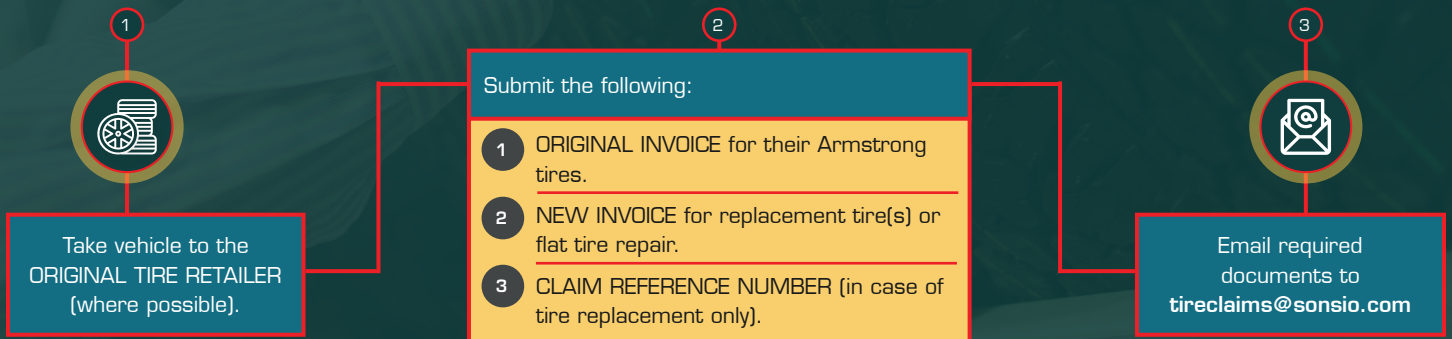 1
Take vehicle to the
ORIGINAL TIRE RETAILER
(where possible).
2
Submit the following:
1 ORIGINAL INVOICE for their Armstrong
tires.
2 NEW INVOICE for replacement tire(s) or
flat tire repair.
3 CLAIM REFERENCE NUMBER (in case of
tire replacement only).
3
@
Email required
documents to
tireclaims@sonsio.com